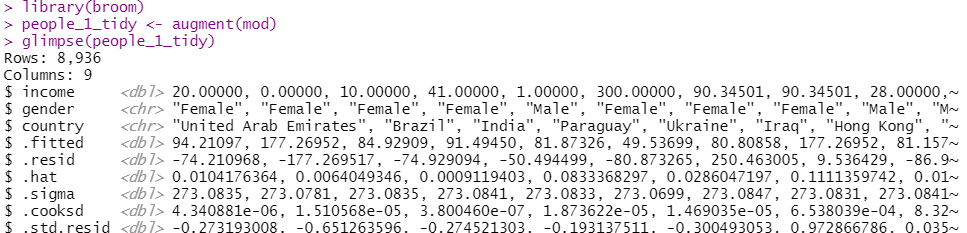 > library(broom)
> people_1_tidy <- augment(mod)
> glimpse(people_1_tidy)
Rows: 8,936
Columns: 9
$ income <dbl> 20.00000, 0.00000, 10.00000, 41.00000, 1.00000, 300.00000, 90.34501, 90.34501, 28.00000,~
$ gender <chr> "Female", "Female", "Female", "Female", "Male", "Female", "Female", "Female", "Male", "M~
$ country <chr> "United Arab Emirates", "Brazil", "India", "Paraguay", "Ukraine", "Iraq", "Hong Kong", "~
$ .fitted <dbl> 94.21097, 177.26952, 84.92909, 91.49450, 81.87326, 49.53699, 80.80858, 177.26952, 81.157~
$ .resid <dbl> -74.210968, -177.269517, -74.929094, -50.494499, -80.873265, 250.463005, 9.536429, -86.9~
$ .hat <dbl> 0.0104176364, 0.0064049346, 0.0009119403, 0.0833368297, 0.0286047197, 0.1111359742, 0.01~
$ .sigma <dbl> 273.0835, 273.0781, 273.0835, 273.0841, 273.0833, 273.0699, 273.0847, 273.0831, 273.0841~
$ .cooksd <dbl> 4.340881e-06, 1.510568e-05, 3.800460e-07, 1.873622e-05, 1.469035e-05, 6.538039e-04, 8.32~
$ .std.resid <dbl> -0.273193008, -0.651263596, -0.274521303, -0.193137511, -0.300493053, 0.972866786, 0.035~